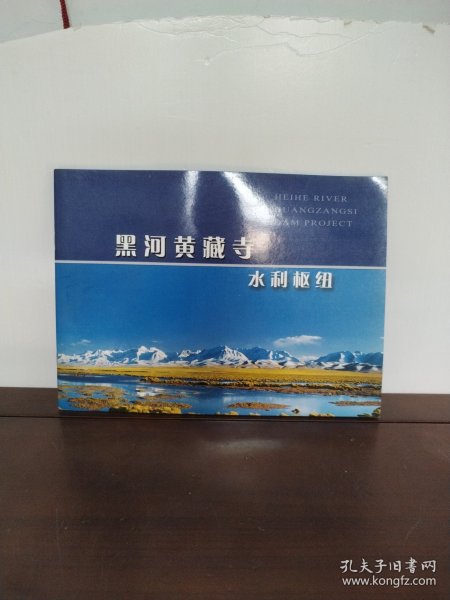 HEIHE RIVER
HUANGZANGSI
DAM PROJECT
黑河黄藏寺
水利枢纽
孔夫子旧书网
www.kongfz.com